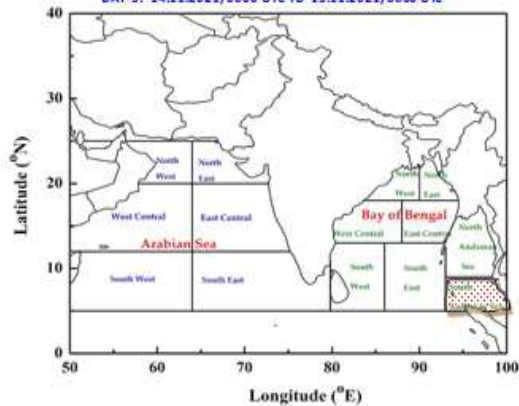 40
30
20
10
0
Latitude (°N)
North
West
North
East
West Central
East Central
Arabian Sea
South West
South East
North
West
North
East
Bay of Bengal
West Central
East Central
South
West
South
East
North
Andaman
Sea
South
50
60
70
80
90
100
Longitude (°E)